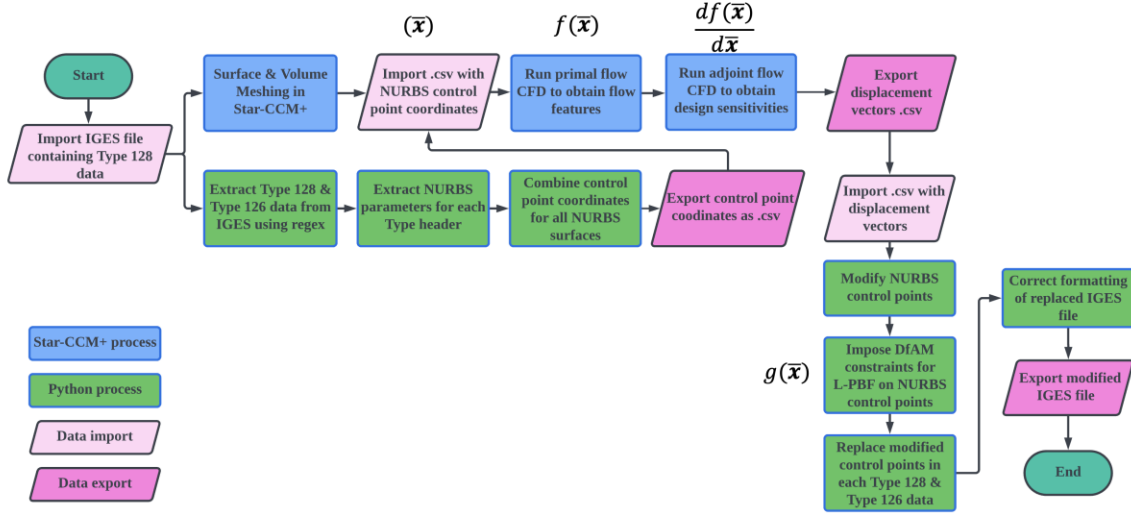 (x̄)
f(x̄)
df(x̄)
dx̄
Start
Import IGES file
containing Type 128
data
Surface & Volume
Meshing in
Star-CCM+
Import .csv with
NURBS control
point coordinates
Run primal flow
CFD to obtain flow
features
Run adjoint flow
CFD to obtain
design sensitivities
Export
displacement
vectors .csv
Extract Type 128 &
Type 126 data from
IGES using regex
Extract NURBS
parameters for each
Type header
Combine control
point coordinates
for all NURBS
surfaces
Export control point
coodinates as .csv
Import .csv with
displacement
vectors
Modify NURBS
control points
g(x̄)
Impose DfAM
constraints for
L-PBF on NURBS
control points
Replace modified
control points in
each Type 128 &
Type 126 data
Correct formatting
of replaced IGES
file
Export modified
IGES file
End
Star-CCM+ process
Python process
Data import
Data export